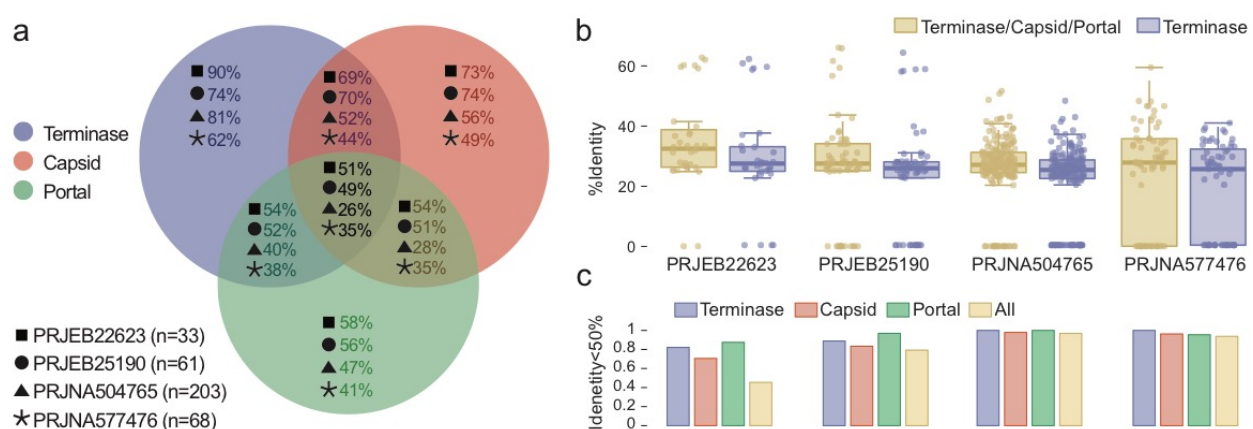 a
90%
74%
81%
62%
69%
70%
52%
44%
73%
74%
56%
49%
Terminase
Capsid
Portal
51%
49%
26%
35%
54%
52%
40%
38%
54%
51%
28%
35%
58%
56%
47%
41%
PRJEB22623 (n=33)
PRJEB25190 (n=61)
PRJNA504765 (n=203)
PRJNA577476 (n=68)
b
Terminase/Capsid/Portal Terminase
%Identity
60
40
20
0
PRJEB22623 PRJEB25190 PRJNA504765 PRJNA577476
c
Terminase Capsid Portal All
Idenetity<50%
1
0.8
0.6
0.4
0.2
0